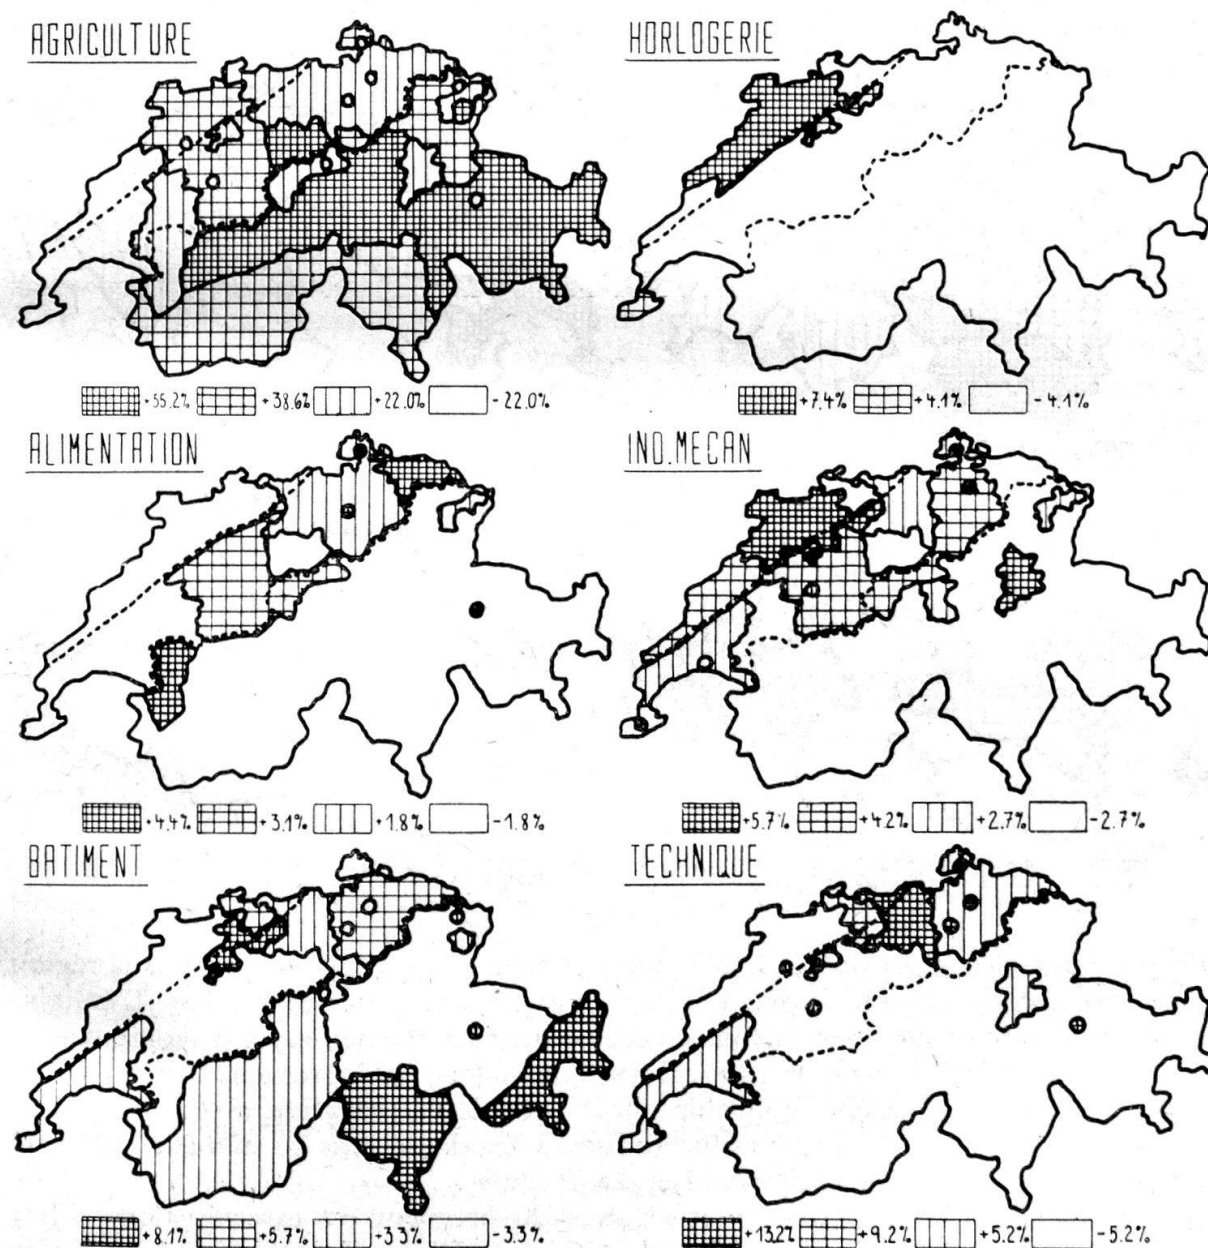 AGRICULTURE
HORLOGERIE
+55.2% +38.6% +22.0% -22.0%
+7.4% +4.1% -4.1%
ALIMENTATION
IND. MECAN
+4.4% +3.1% +1.8% -1.8%
+5.7% +4.2% +2.7% -2.7%
BATIMENT
TECHNIQUE
+8.1% +5.7% +3.3% -3.3%
+13.2% +9.2% +5.2% -5.2%